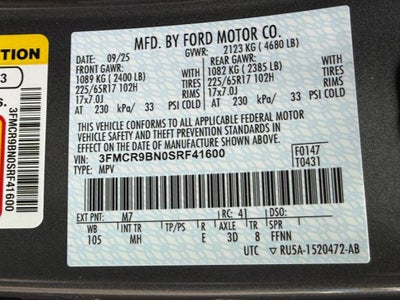 MFD. BY FORD MOTOR CO.
DATE: 09/25 GVWR: 2123 KG (4680 LB)
FRONT GAWR: REAR GAWR:
1089 KG (2400 LB) WITH 1082 KG (2385 LB) WITH
225/65R17 102H TIRES 225/65R17 102H TIRES
17x7.0J RIMS 17x7.0J RIMS
AT 230 kPa/ 33 PSI COLD AT 230 kPa/ 33 PSI COLD
THIS VEHICLE CONFORMS TO ALL APPLICABLE FEDERAL MOTOR
VEHICLE SAFETY AND THEFT PREVENTION STANDARDS IN
EFFECT ON THE DATE OF MANUFACTURE SHOWN ABOVE.
VIN: 3FMCR9BN0SRF41600 F0147
TYPE: MPV T0431
EXT PNT: M7 RC: 41 DSO:
WB INT TR TP/PS R AXLE TR SPR
105 MH E 3D 8 FFNN
UTC RU5A-1520472-AB
TION
3
S.
3FMCR9BN0SRF41600